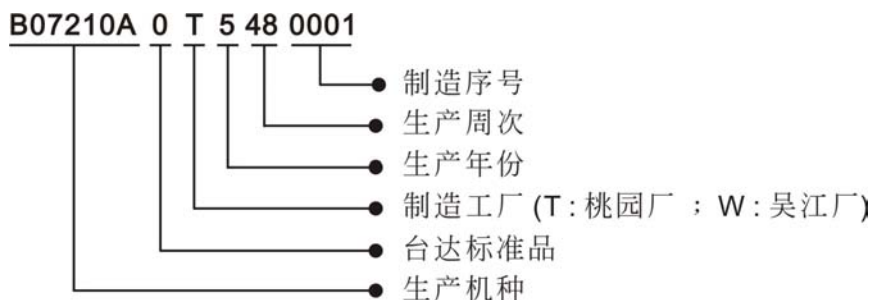 B07210A 0 T 5 48 0001
制造序号
生产周次
生产年份
制造工厂 (T : 桃园厂 ；W : 吴江厂)
台达标准品
生产机种